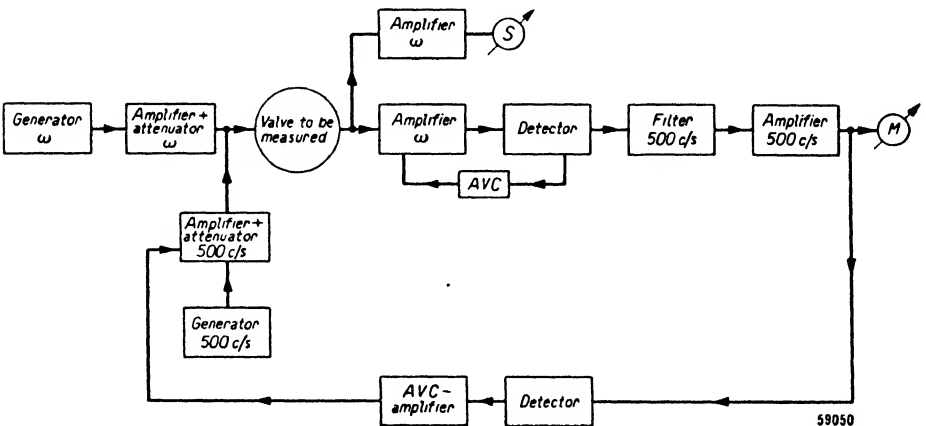 Amplifier
ω
S
Generator
ω
Amplifier+
attenuator
ω
Valve to be
measured
Amplifier
ω
Detector
Filter
500 c/s
Amplifier
500 c/s
M
AVC
Amplifier+
attenuator
500 c/s
Generator
500 c/s
AVC-
amplifier
Detector
59050